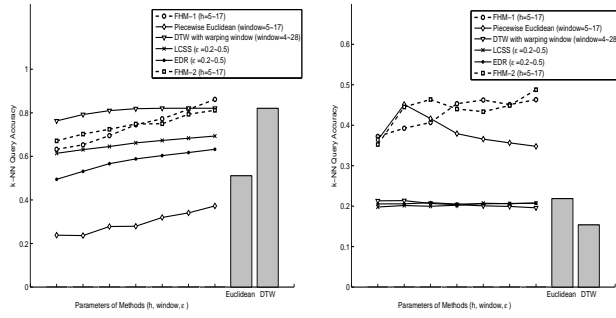 FHM−1 (h=5~17)
Piecewise Euclidean (window=5~17)
DTW with warping window (window=4~28)
LCSS (ε =0.2~0.5)
EDR (ε =0.2~0.5)
FHM−2 (h=5~17)
1
0.8
0.6
0.4
0.2
0
k−NN Query Accuracy
Parameters of Methods (h, window, ε )
Euclidean DTW
FHM−1 (h=5~17)
Piecewise Euclidean (window=5~17)
DTW with warping window (window=4~28)
LCSS (ε =0.2~0.5)
EDR (ε =0.2~0.5)
FHM−2 (h=5~17)
0.6
0.5
0.4
0.3
0.2
0.1
0
k−NN Query Accuracy
Parameters of Methods (h, window, ε )
Euclidean DTW